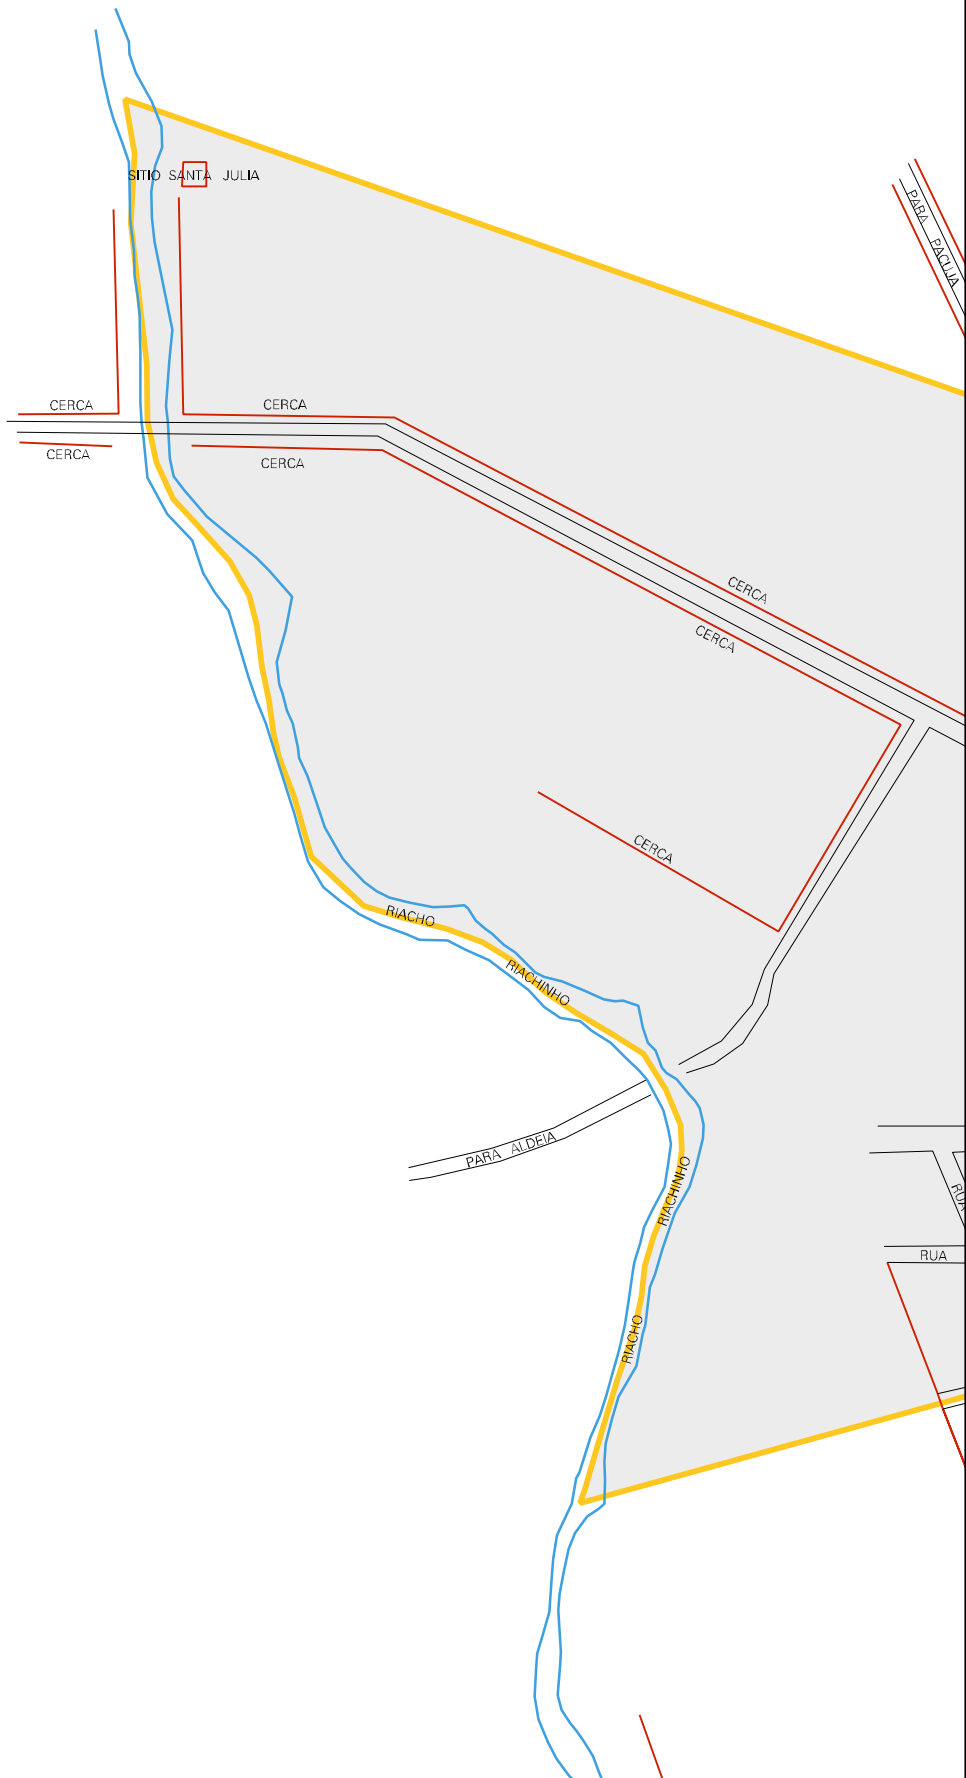 SITIO SANTA JULIA
PARA PACUJA
CERCA
CERCA
CERCA
CERCA
CERCA
CERCA
CERCA
RIACHO
RIACHINHO
PARA ALDEIA
RIACHINHO
RUA
RUA
RIACHO